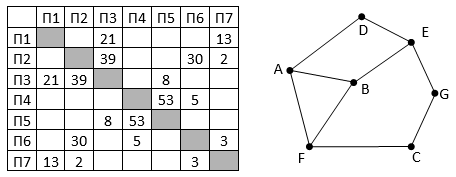 П1 П2 П3 П4 П5 П6 П7
П1 21 13
П2 39 30 2
П3 21 39 8
П4 53 5
П5 8 53
П6 30 5 3
П7 13 2 3
D
E
A
B
G
F
C